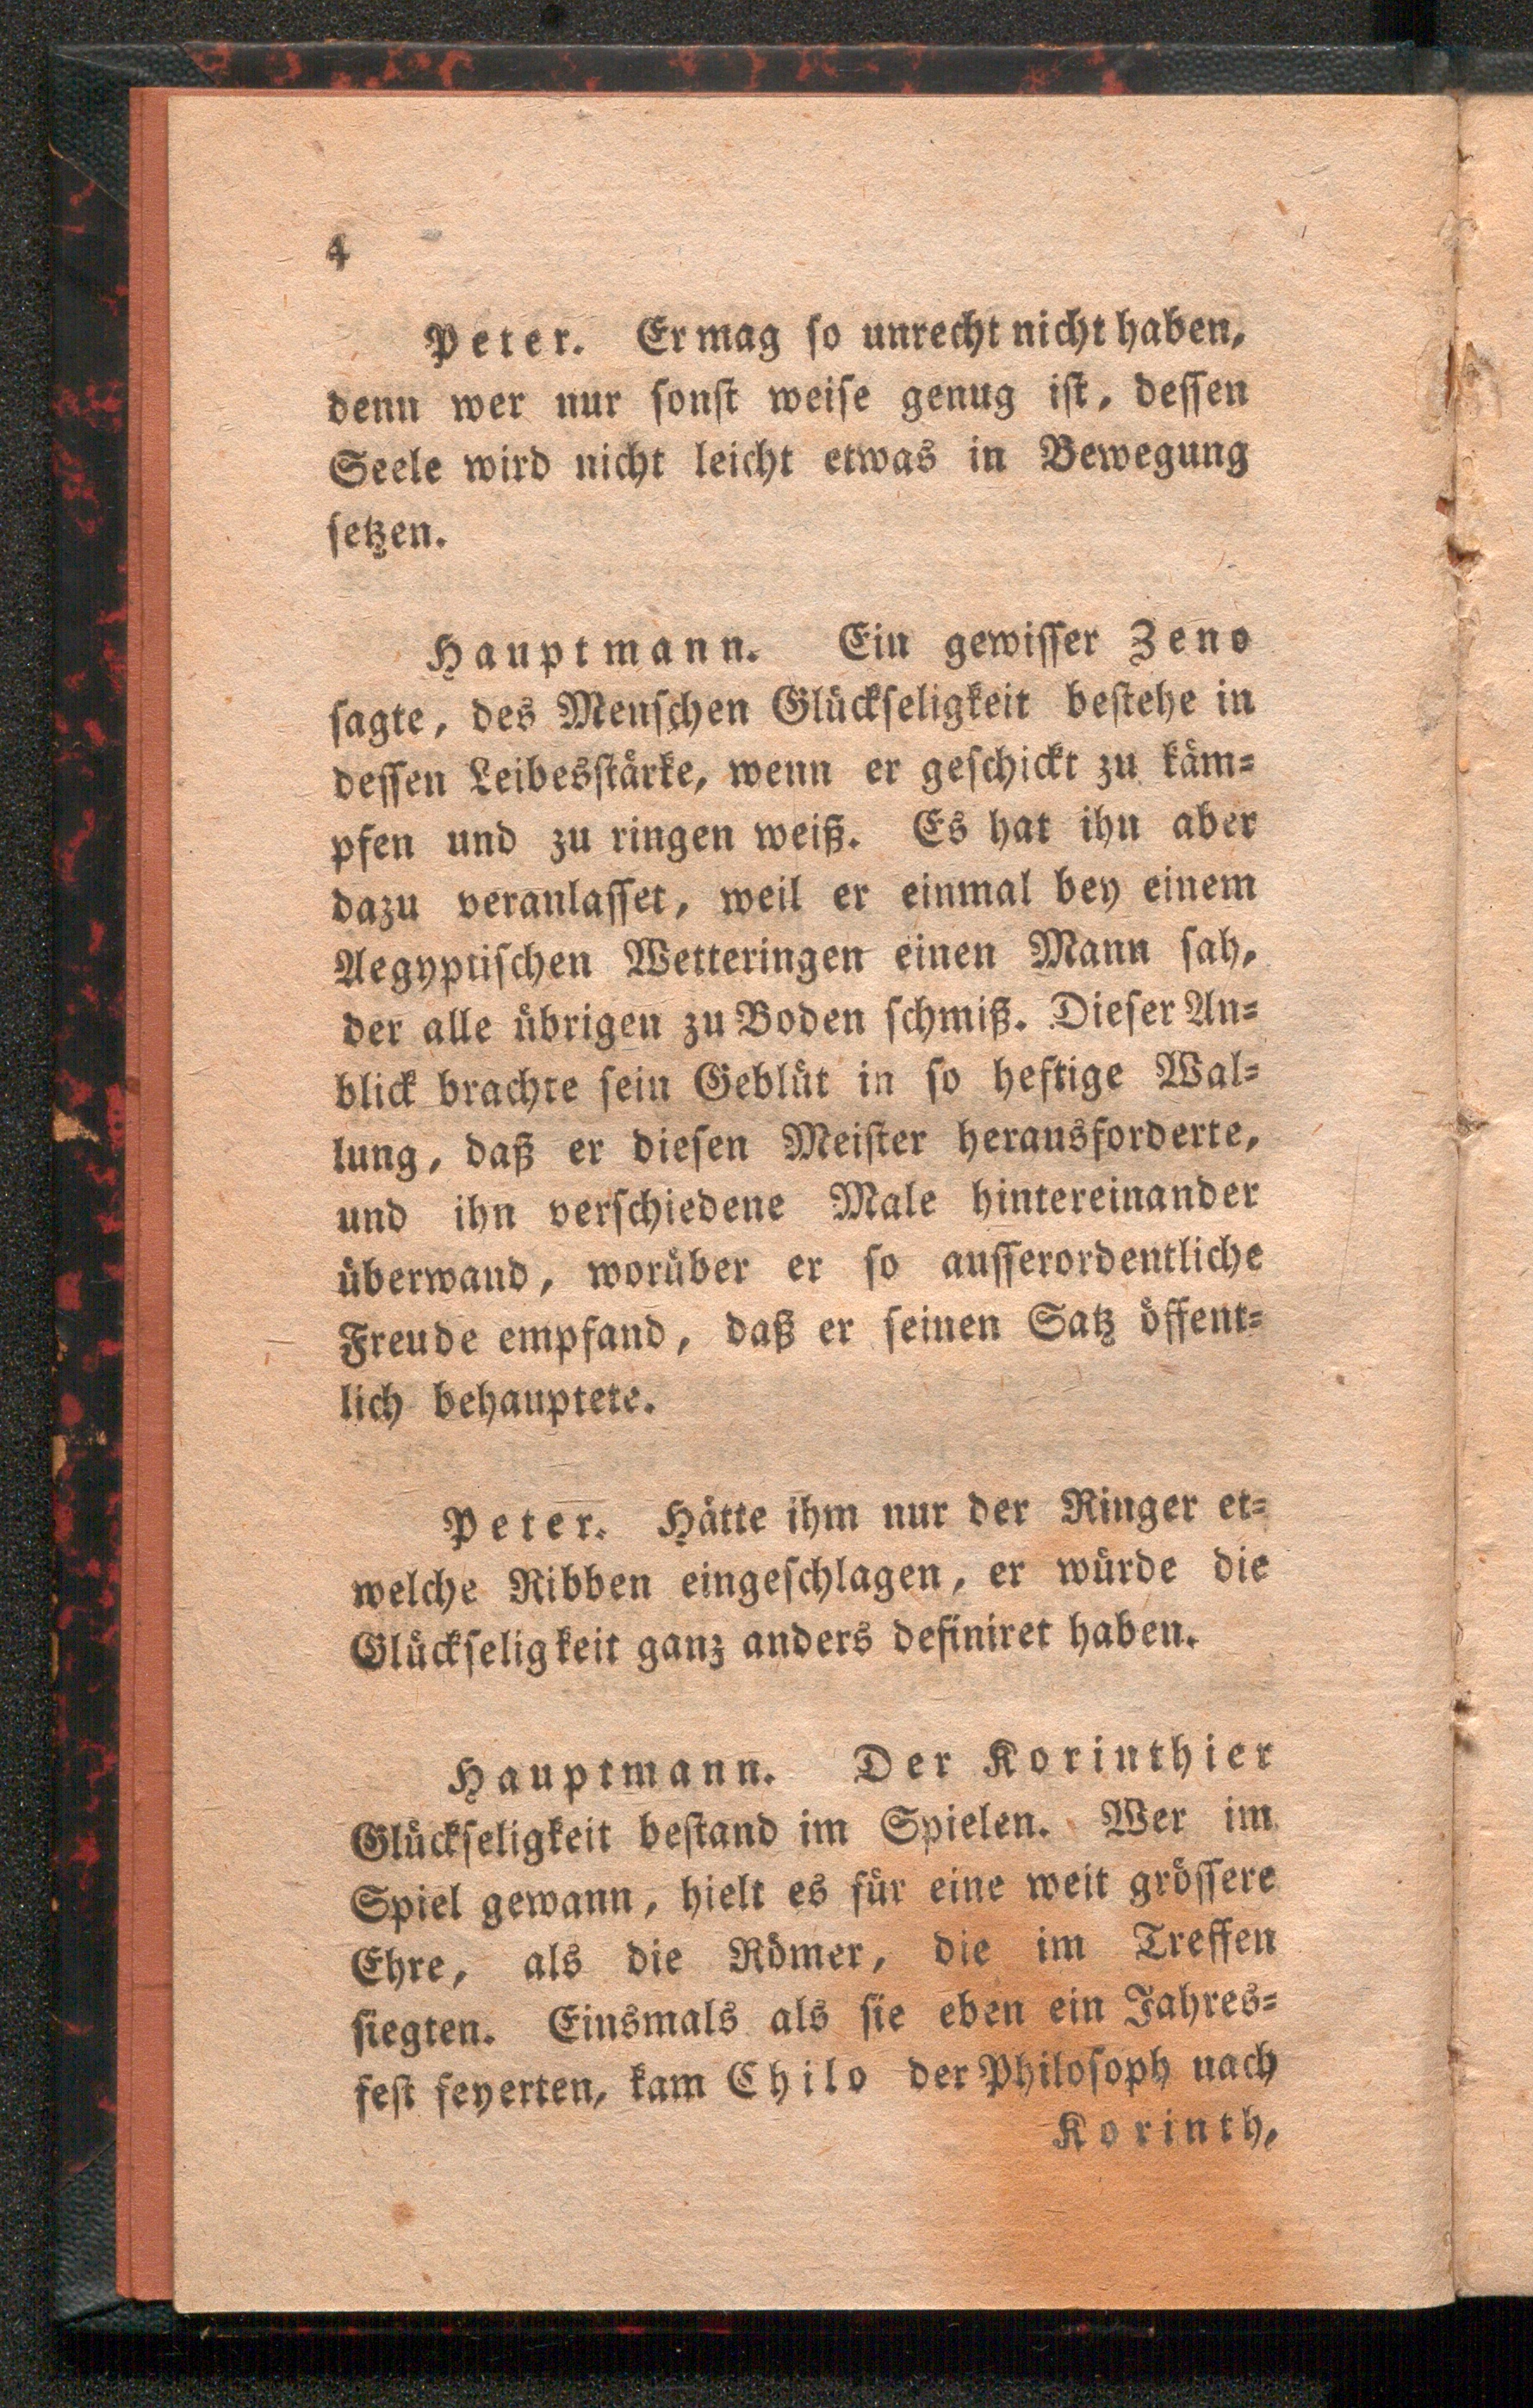 4
Peter. Er mag so unrecht nicht haben,
denn wer nur sonst weise genug ist, dessen
Seele wird nicht leicht etwas in Bewegung
setzen.
Hauptmann. Ein gewisser Zeno
sagte, des Menschen Glückseligkeit bestehe in
dessen Leibesstärke, wenn er geschickt zu käm=
pfen und zu ringen weiß. Es hat ihn aber
dazu veranlasset, weil er einmal bey einem
Aegyptischen Wetteringen einen Mann sah,
der alle übrigen zu Boden schmiß. Dieser An=
blick brachte sein Geblüt in so heftige Wal=
lung, daß er diesen Meister herausforderte,
und ihn verschiedene Male hintereinander
überwand, worüber er so ausserordentliche
Freude empfand, daß er seinen Satz öffent=
lich behauptete.
Peter. Hätte ihm nur der Ringer et=
welche Ribben eingeschlagen, er würde die
Glückseligkeit ganz anders definiret haben.
Hauptmann. Der Korinthier
Glückseligkeit bestand im Spielen. Wer im
Spiel gewann, hielt es für eine weit grössere
Ehre, als die Römer, die im Treffen
siegten. Einsmals als sie eben ein Jahres=
fest feyerten, kam Chilo der Philosoph nach
Korinth,